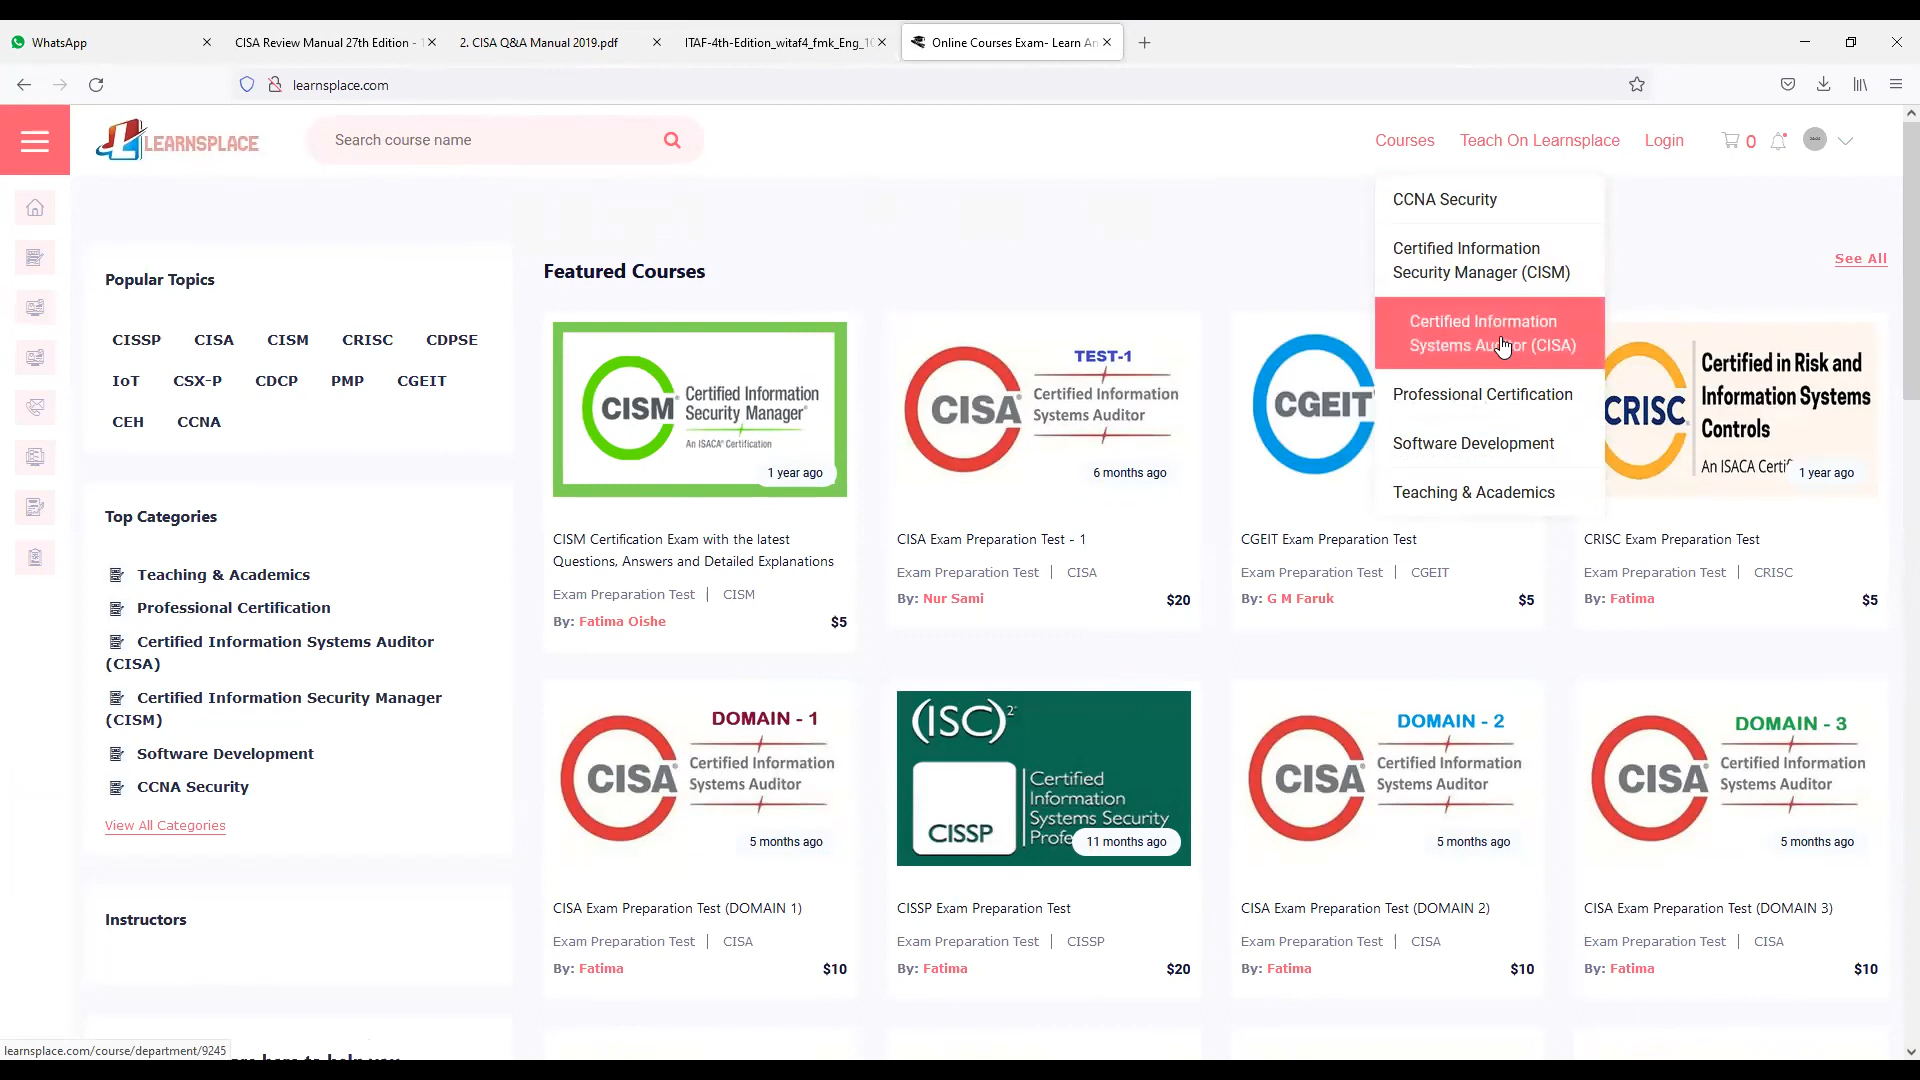 WhatsApp
CISA Review Manual 27th Edition -
2. CISA Q&A Manual 2019.pdf
ITAF-4th-Edition_witaf4_fmk_Eng_10
Online Courses Exam- Learn An
learnsplace.com
LEARNSPLACE
Search course name
Courses
Teach On Learnsplace
Login
0
CCNA Security
Certified Information
Security Manager (CISM)
Certified Information
Systems Auditor (CISA)
Professional Certification
Software Development
Teaching & Academics
Popular Topics
CISSP CISA CISM CRISC CDPSE
IoT CSX-P CDCP PMP CGEIT
CEH CCNA
Top Categories
Teaching & Academics
Professional Certification
Certified Information Systems Auditor
(CISA)
Certified Information Security Manager
(CISM)
Software Development
CCNA Security
View All Categories
Instructors
Featured Courses
See All
CISM
Certified Information
Security Manager®
An ISACA® Certification
1 year ago
CISM Certification Exam with the latest
Questions, Answers and Detailed Explanations
Exam Preparation Test | CISM
By: Fatima Oishe $5
TEST-1
CISA®
Certified Information
Systems Auditor
6 months ago
CISA Exam Preparation Test - 1
Exam Preparation Test | CISA
By: Nur Sami $20
CGEIT
CGEIT Exam Preparation Test
Exam Preparation Test | CGEIT
By: G M Faruk $5
CRISC
Certified in Risk and
Information Systems
Controls
An ISACA Certif
1 year ago
CRISC Exam Preparation Test
Exam Preparation Test | CRISC
By: Fatima $5
DOMAIN - 1
CISA®
Certified Information
Systems Auditor
5 months ago
CISA Exam Preparation Test (DOMAIN 1)
Exam Preparation Test | CISA
By: Fatima $10
(ISC)²
CISSP
Certified
Information
Systems Security
Profe
11 months ago
CISSP Exam Preparation Test
Exam Preparation Test | CISSP
By: Fatima $20
DOMAIN - 2
CISA®
Certified Information
Systems Auditor
5 months ago
CISA Exam Preparation Test (DOMAIN 2)
Exam Preparation Test | CISA
By: Fatima $10
DOMAIN - 3
CISA®
Certified Information
Systems Auditor
5 months ago
CISA Exam Preparation Test (DOMAIN 3)
Exam Preparation Test | CISA
By: Fatima $10
learnsplace.com/course/department/9245